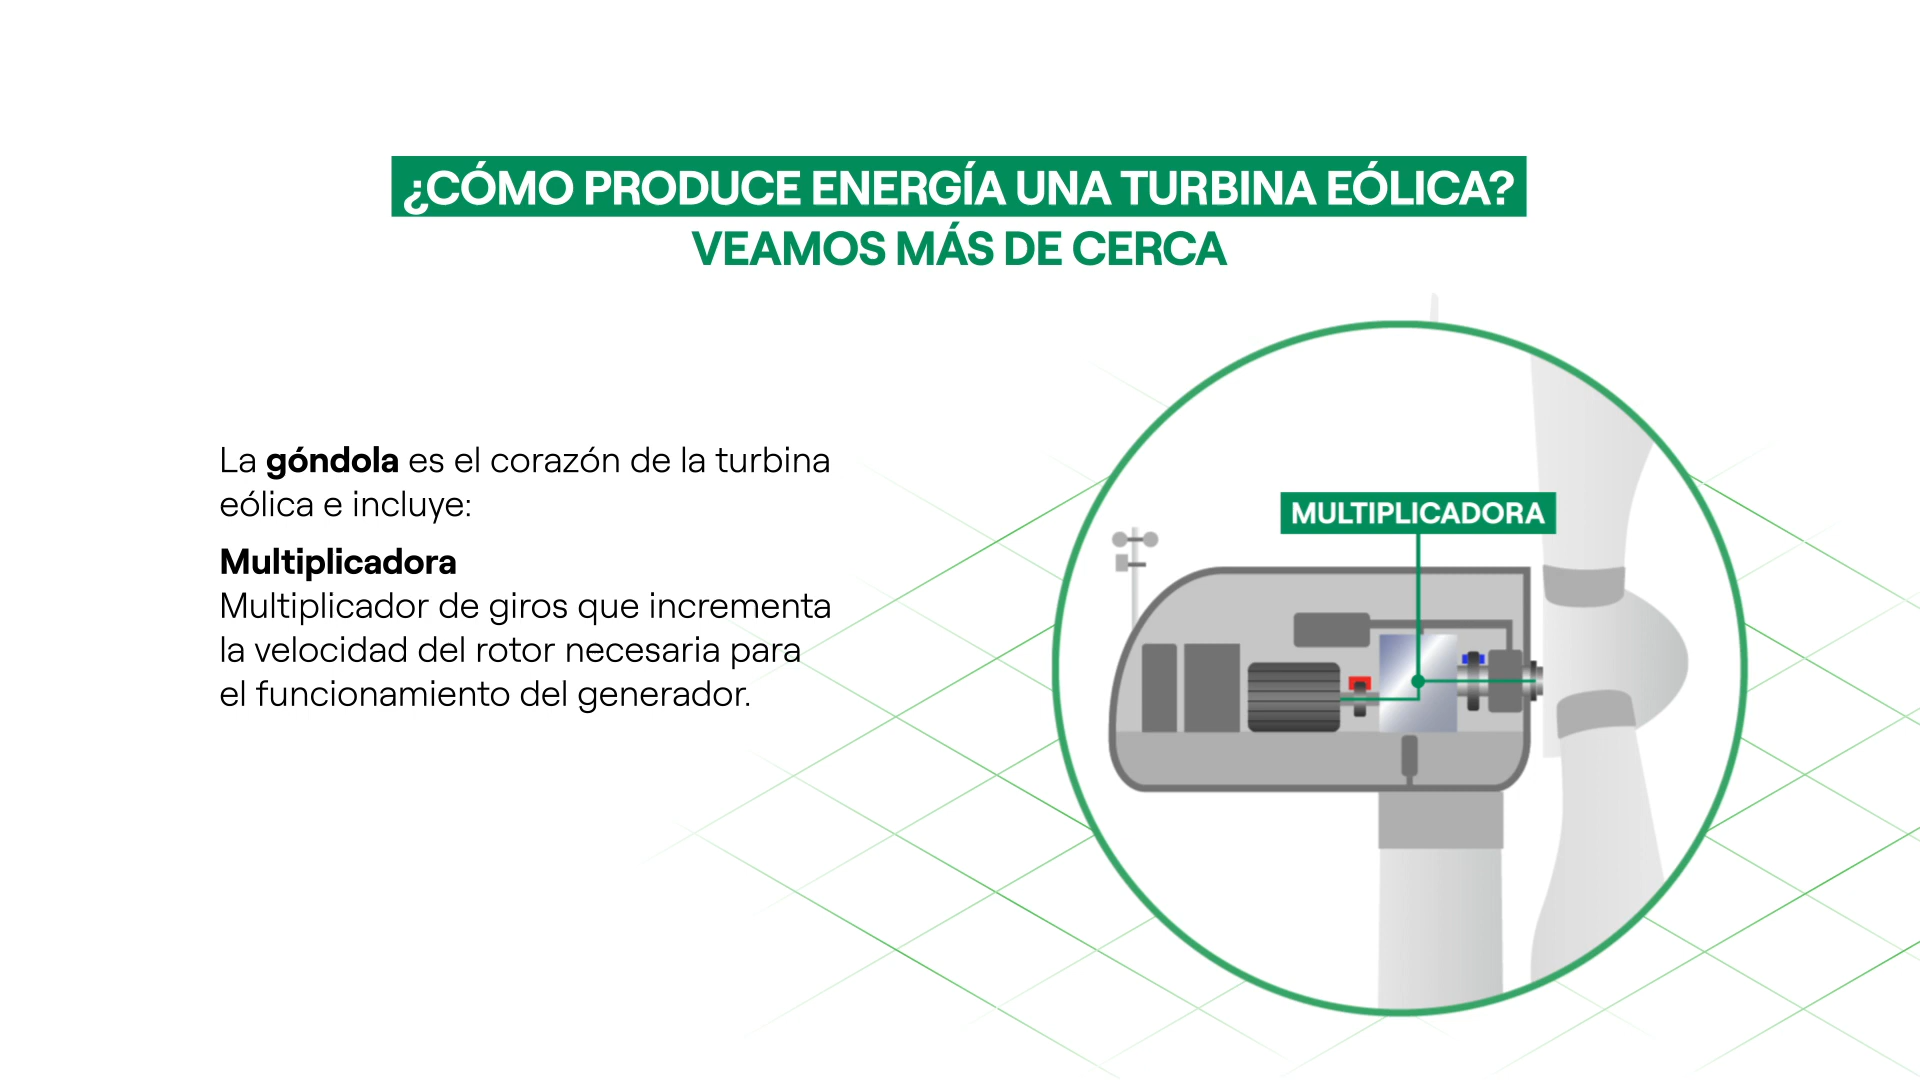 ¿CÓMO PRODUCE ENERGÍA UNA TURBINA EÓLICA?
VEAMOS MÁS DE CERCA
La góndola es el corazón de la turbina
eólica e incluye:
Multiplicadora
Multiplicador de giros que incrementa
la velocidad del rotor necesaria para
el funcionamiento del generador.
MULTIPLICADORA